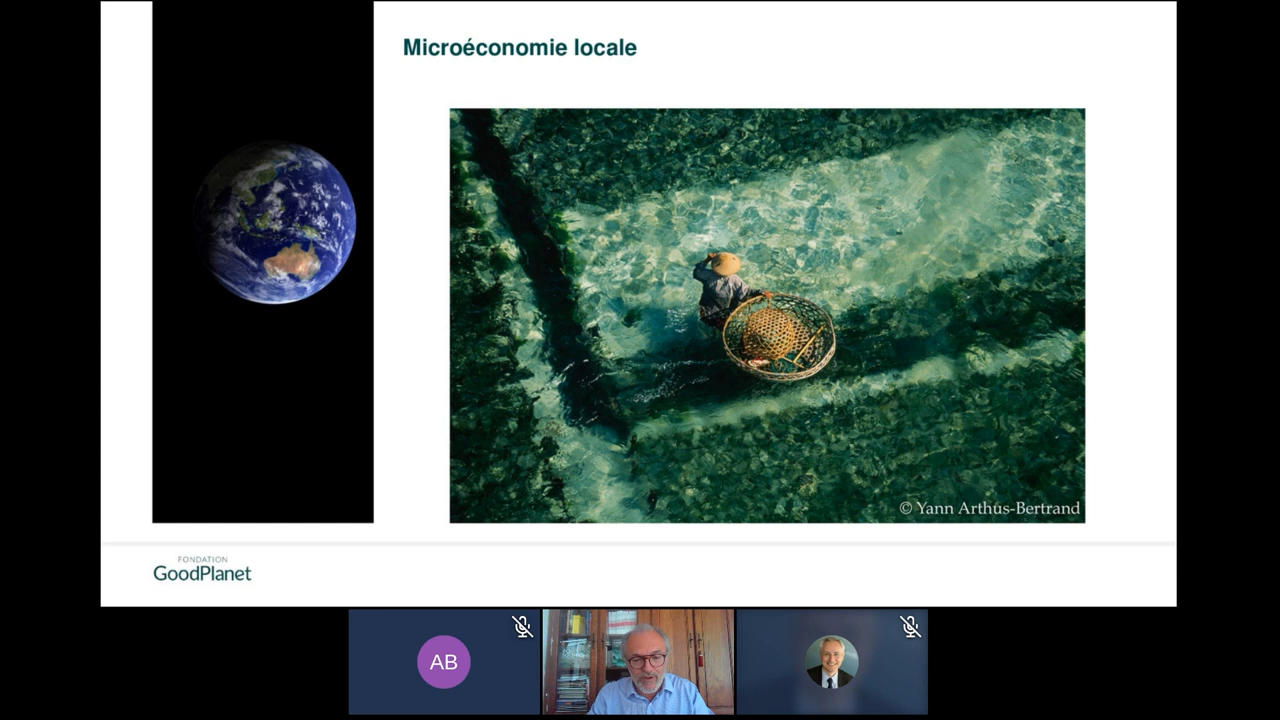 Microéconomie locale
© Yann Arthus-Bertrand
FONDATION
GoodPlanet
AB